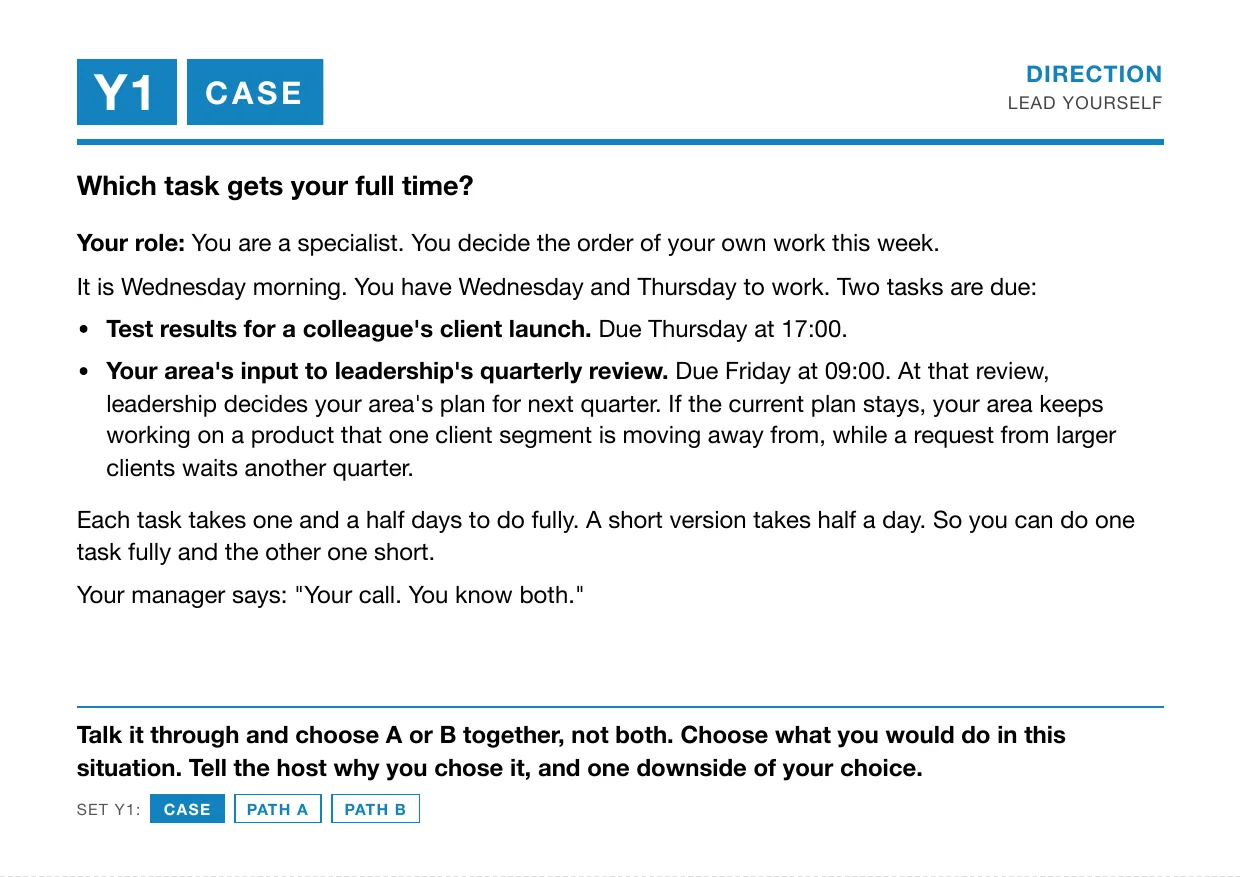 Y1 CASE
DIRECTION
LEAD YOURSELF
Which task gets your full time?
Your role: You are a specialist. You decide the order of your own work this week.
It is Wednesday morning. You have Wednesday and Thursday to work. Two tasks are due:
• Test results for a colleague's client launch. Due Thursday at 17:00.
• Your area's input to leadership's quarterly review. Due Friday at 09:00. At that review,
leadership decides your area's plan for next quarter. If the current plan stays, your area keeps
working on a product that one client segment is moving away from, while a request from larger
clients waits another quarter.
Each task takes one and a half days to do fully. A short version takes half a day. So you can do one
task fully and the other one short.
Your manager says: "Your call. You know both."
Talk it through and choose A or B together, not both. Choose what you would do in this
situation. Tell the host why you chose it, and one downside of your choice.
SET Y1: CASE PATH A PATH B